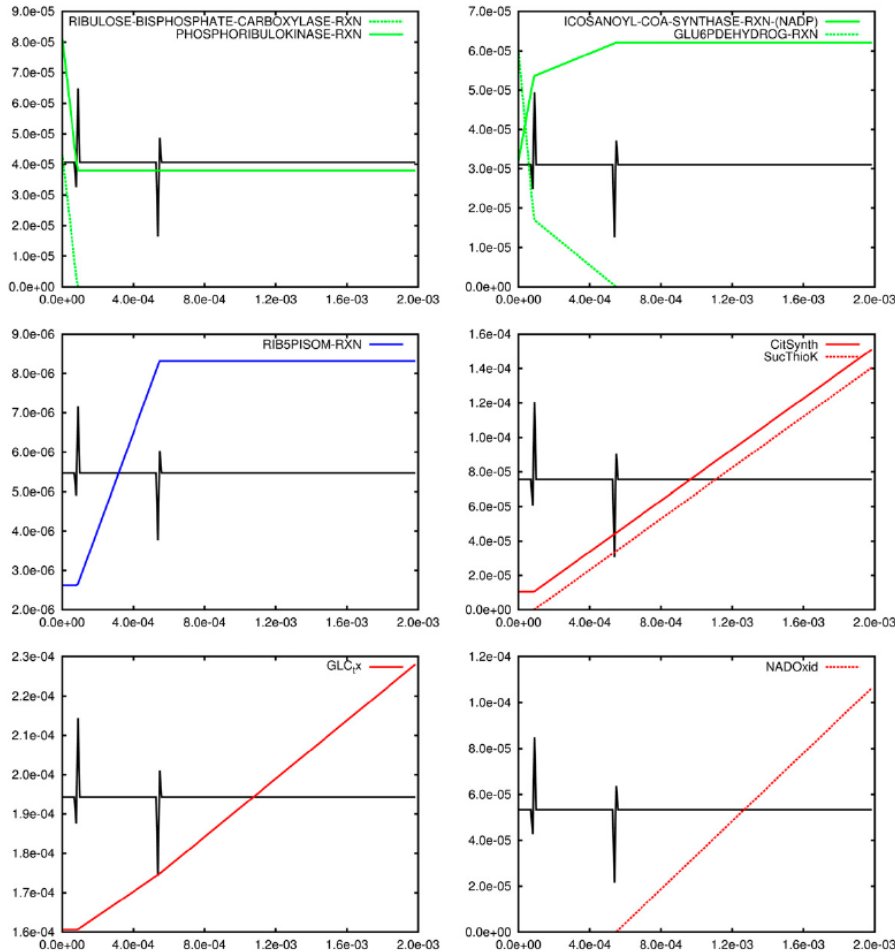 9.0e-05
8.0e-05
7.0e-05
6.0e-05
5.0e-05
4.0e-05
3.0e-05
2.0e-05
1.0e-05
0.0e+00
RIBULOSE-BISPHOSPHATE-CARBOXYLASE-RXN
PHOSPHORIBULOKINASE-RXN
0.0e+00 4.0e-04 8.0e-04 1.2e-03 1.6e-03 2.0e-03
7.0e-05
6.0e-05
5.0e-05
4.0e-05
3.0e-05
2.0e-05
1.0e-05
0.0e+00
ICOSANOYL-COA-SYNTHASE-RXN-(NADP)
GLU6PDEHYDROG-RXN
0.0e+00 4.0e-04 8.0e-04 1.2e-03 1.6e-03 2.0e-03
9.0e-06
8.0e-06
7.0e-06
6.0e-06
5.0e-06
4.0e-06
3.0e-06
2.0e-06
RIB5PISOM-RXN
0.0e+00 4.0e-04 8.0e-04 1.2e-03 1.6e-03 2.0e-03
1.6e-04
1.4e-04
1.2e-04
1.0e-04
8.0e-05
6.0e-05
4.0e-05
2.0e-05
0.0e+00
CitSynth
SucThioK
0.0e+00 4.0e-04 8.0e-04 1.2e-03 1.6e-03 2.0e-03
2.3e-04
2.2e-04
2.1e-04
2.0e-04
1.9e-04
1.8e-04
1.7e-04
1.6e-04
GLCtx
0.0e+00 4.0e-04 8.0e-04 1.2e-03 1.6e-03 2.0e-03
1.2e-04
1.0e-04
8.0e-05
6.0e-05
4.0e-05
2.0e-05
0.0e+00
NADOxid
0.0e+00 4.0e-04 8.0e-04 1.2e-03 1.6e-03 2.0e-03